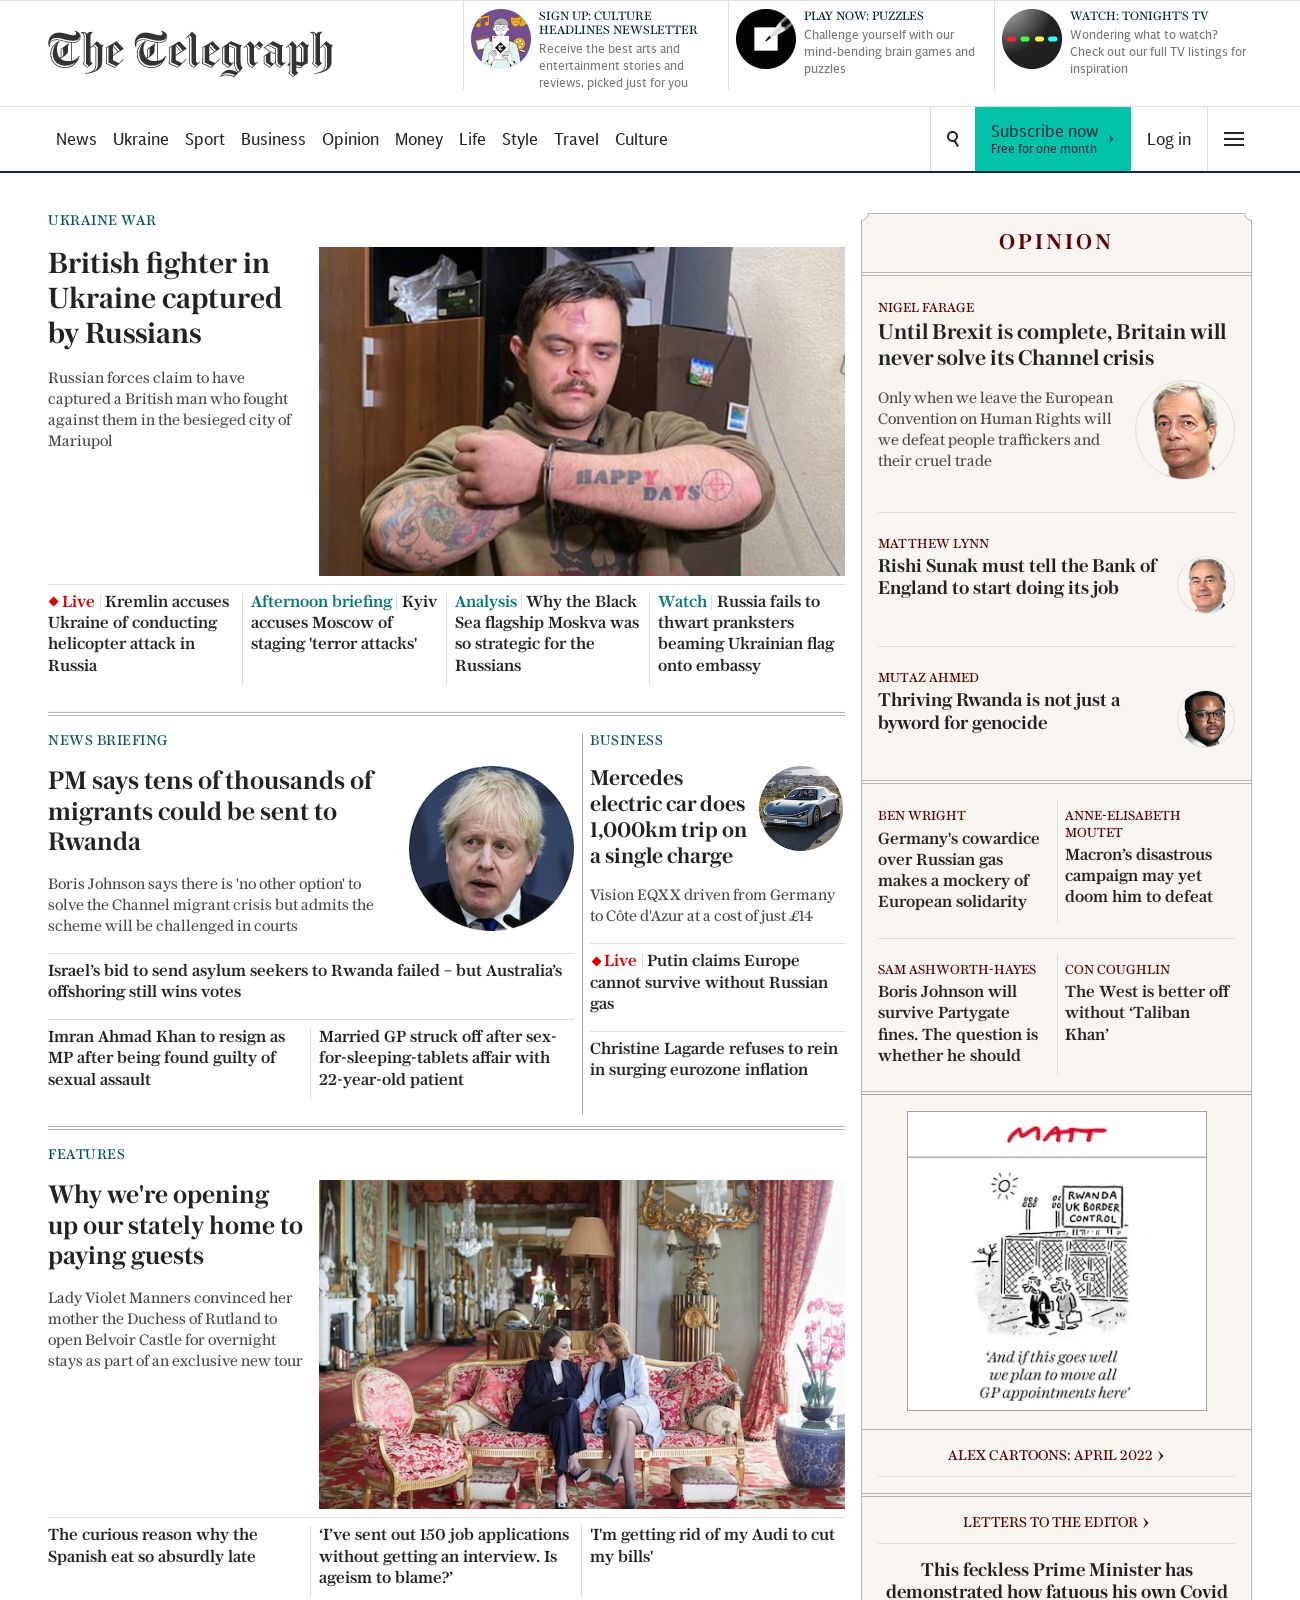 The Telegraph
SIGN UP: CULTURE
HEADLINES NEWSLETTER
Receive the best arts and
entertainment stories and
reviews, picked just for you
PLAY NOW: PUZZLES
Challenge yourself with our
mind-bending brain games and
puzzles
WATCH: TONIGHT'S TV
Wondering what to watch?
Check out our full TV listings for
inspiration
News Ukraine Sport Business Opinion Money Life Style Travel Culture
Subscribe now ›
Free for one month
Log in
UKRAINE WAR
British fighter in
Ukraine captured
by Russians
Russian forces claim to have
captured a British man who fought
against them in the besieged city of
Mariupol
HAPPY
DAYS
Live Kremlin accuses
Ukraine of conducting
helicopter attack in
Russia
Afternoon briefing Kyiv
accuses Moscow of
staging 'terror attacks'
Analysis Why the Black
Sea flagship Moskva was
so strategic for the
Russians
Watch Russia fails to
thwart pranksters
beaming Ukrainian flag
onto embassy
NEWS BRIEFING
PM says tens of thousands of
migrants could be sent to
Rwanda
Boris Johnson says there is 'no other option' to
solve the Channel migrant crisis but admits the
scheme will be challenged in courts
Israel's bid to send asylum seekers to Rwanda failed – but Australia's
offshoring still wins votes
Imran Ahmad Khan to resign as
MP after being found guilty of
sexual assault
Married GP struck off after sex-
for-sleeping-tablets affair with
22-year-old patient
BUSINESS
Mercedes
electric car does
1,000km trip on
a single charge
Vision EQXX driven from Germany
to Côte d'Azur at a cost of just £14
Live Putin claims Europe
cannot survive without Russian
gas
Christine Lagarde refuses to rein
in surging eurozone inflation
FEATURES
Why we're opening
up our stately home to
paying guests
Lady Violet Manners convinced her
mother the Duchess of Rutland to
open Belvoir Castle for overnight
stays as part of an exclusive new tour
The curious reason why the
Spanish eat so absurdly late
'I've sent out 150 job applications
without getting an interview. Is
ageism to blame?'
'I'm getting rid of my Audi to cut
my bills'
OPINION
NIGEL FARAGE
Until Brexit is complete, Britain will
never solve its Channel crisis
Only when we leave the European
Convention on Human Rights will
we defeat people traffickers and
their cruel trade
MATTHEW LYNN
Rishi Sunak must tell the Bank of
England to start doing its job
MUTAZ AHMED
Thriving Rwanda is not just a
byword for genocide
BEN WRIGHT
Germany's cowardice
over Russian gas
makes a mockery of
European solidarity
ANNE-ELISABETH
MOUTET
Macron's disastrous
campaign may yet
doom him to defeat
SAM ASHWORTH-HAYES
Boris Johnson will
survive Partygate
fines. The question is
whether he should
CON COUGHLIN
The West is better off
without 'Taliban
Khan'
MATT
RWANDA
UK BORDER
CONTROL
'And if this goes well
we plan to move all
GP appointments here'
ALEX CARTOONS: APRIL 2022 ›
LETTERS TO THE EDITOR ›
This feckless Prime Minister has
demonstrated how fatuous his own Covid